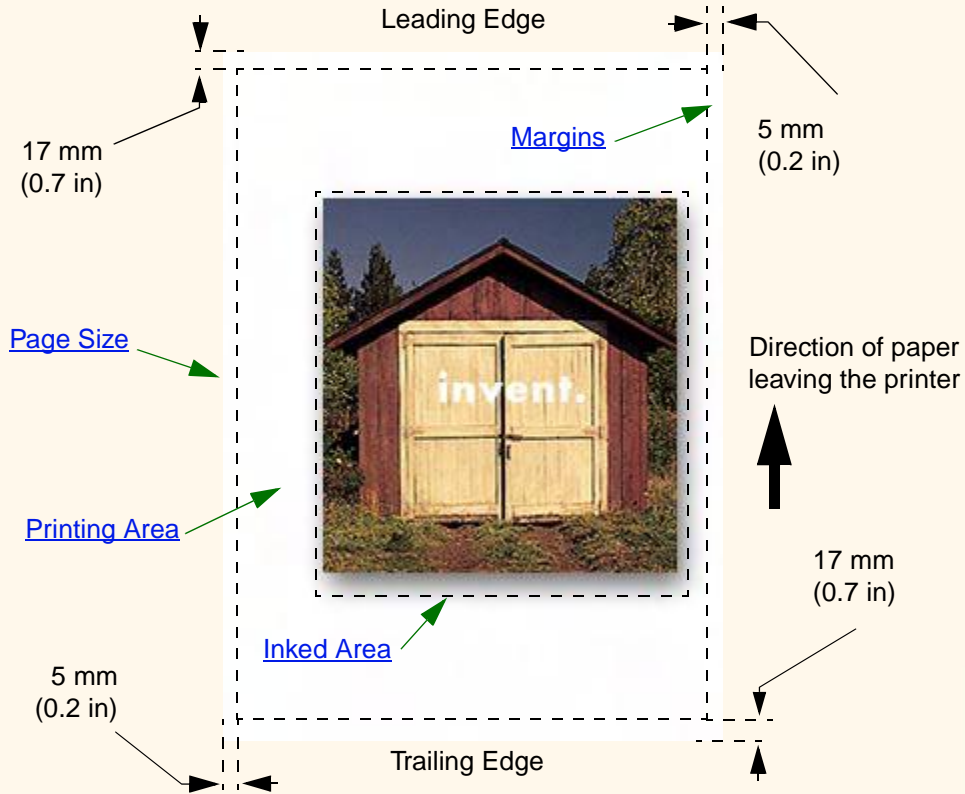 Leading Edge
17 mm
(0.7 in)
Margins
5 mm
(0.2 in)
Page Size
invent.
Direction of paper
leaving the printer
Printing Area
17 mm
(0.7 in)
Inked Area
5 mm
(0.2 in)
Trailing Edge